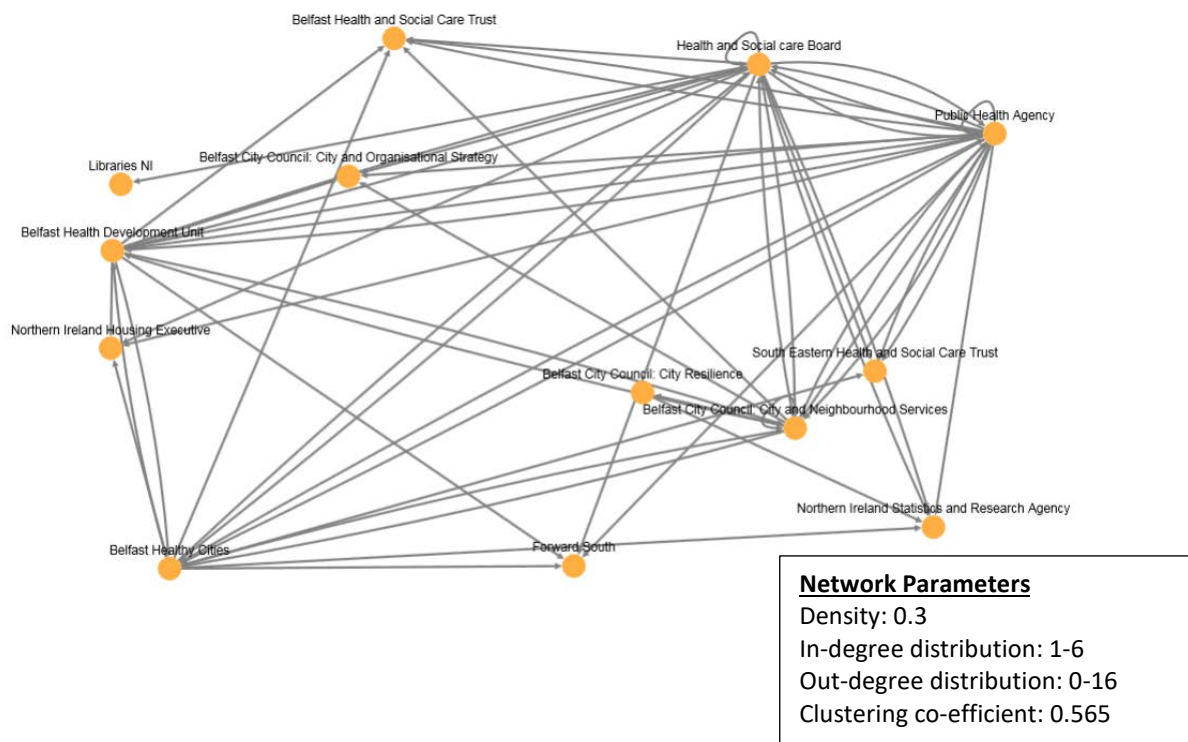 Belfast Health and Social Care Trust
Health and Social care Board
Public Health Agency
Belfast City Council: City and Organisational Strategy
Libraries NI
Belfast Health Development Unit
Northern Ireland Housing Executive
South Eastern Health and Social Care Trust
Belfast City Council: City Resilience
Belfast City Council: City and Neighbourhood Services
Northern Ireland Statistics and Research Agency
Belfast Healthy Cities
Forward South
Network Parameters
Density: 0.3
In-degree distribution: 1-6
Out-degree distribution: 0-16
Clustering co-efficient: 0.565